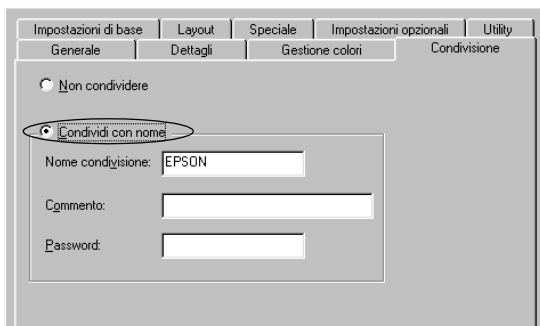 Impostazioni di base Layout Speciale Impostazioni opzionali Utility
Generale Dettagli Gestione colori Condivisione
Non condividere
Condividi con nome
Nome condivisione: EPSON
Commento:
Password: